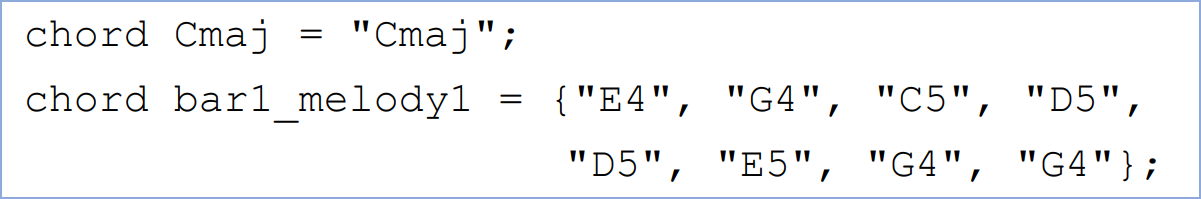 chord Cmaj = "Cmaj";
chord bar1_melody1 = {"E4", "G4", "C5", "D5",
"D5", "E5", "G4", "G4"};